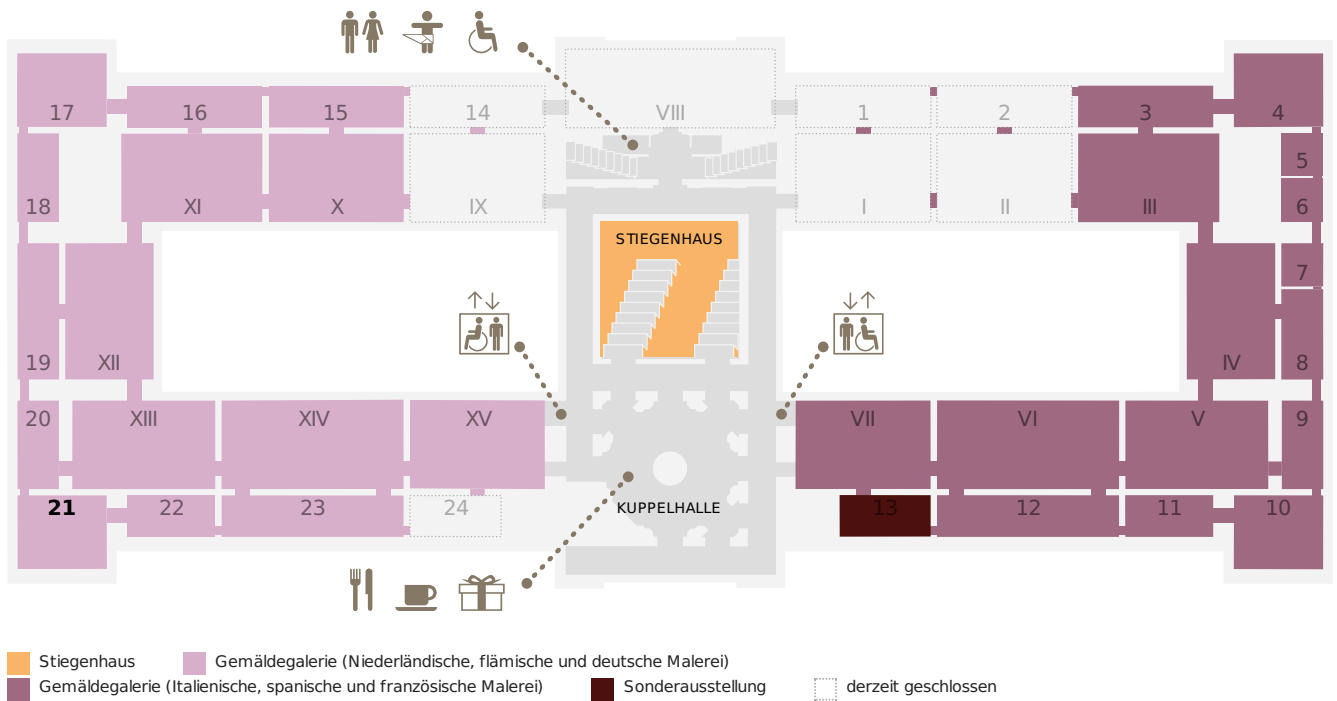 17 16 15 14 VIII 1 2 3 4
5
18 XI X IX I II III 6
STIEGENHAUS
7
19 XII IV 8
20 XIII XIV XV VII VI V 9
21 22 23 24 KUPPELHALLE 13 12 11 10
Stiegenhaus Gemäldegalerie (Niederländische, flämische und deutsche Malerei)
Gemäldegalerie (Italienische, spanische und französische Malerei) Sonderausstellung derzeit geschlossen